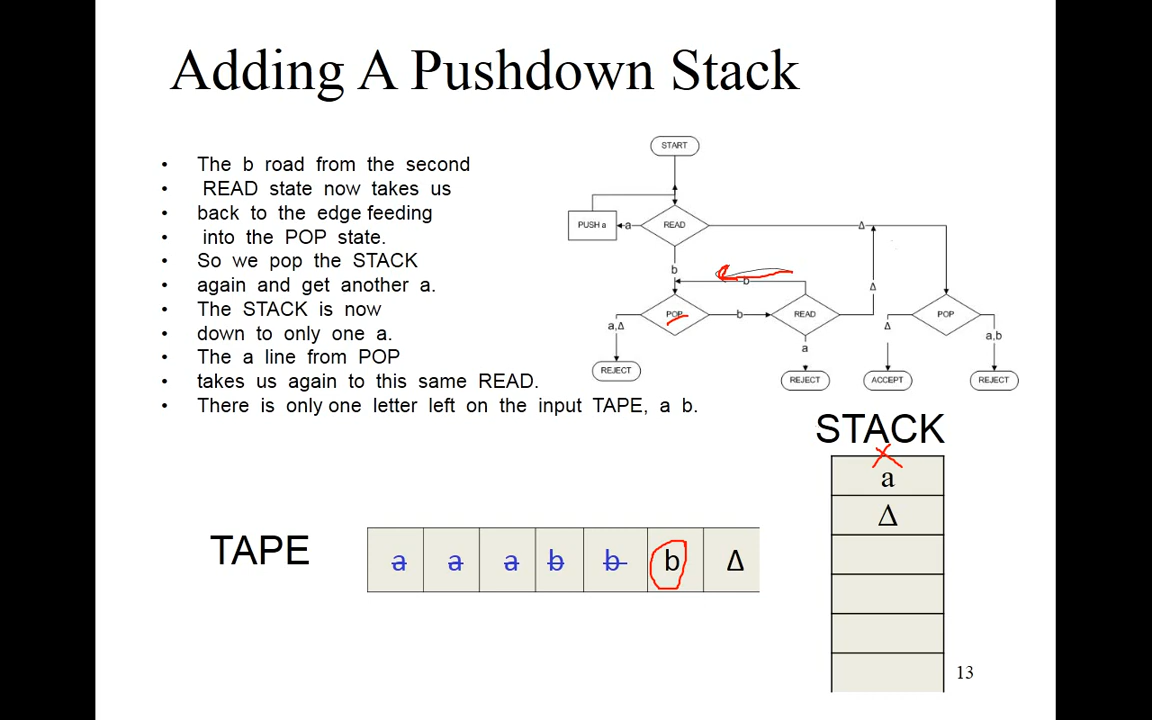 Adding A Pushdown Stack
• The b road from the second
• READ state now takes us
• back to the edge feeding
• into the POP state.
• So we pop the STACK
• again and get another a.
• The STACK is now
• down to only one a.
• The a line from POP
• takes us again to this same READ.
• There is only one letter left on the input TAPE, a b.
START
PUSH a
a
READ
Δ
b
b
POP
b
READ
Δ
POP
a,Δ
a
Δ
a,b
REJECT
REJECT
ACCEPT
REJECT
STACK
a
Δ
TAPE
a a a b b b Δ
13